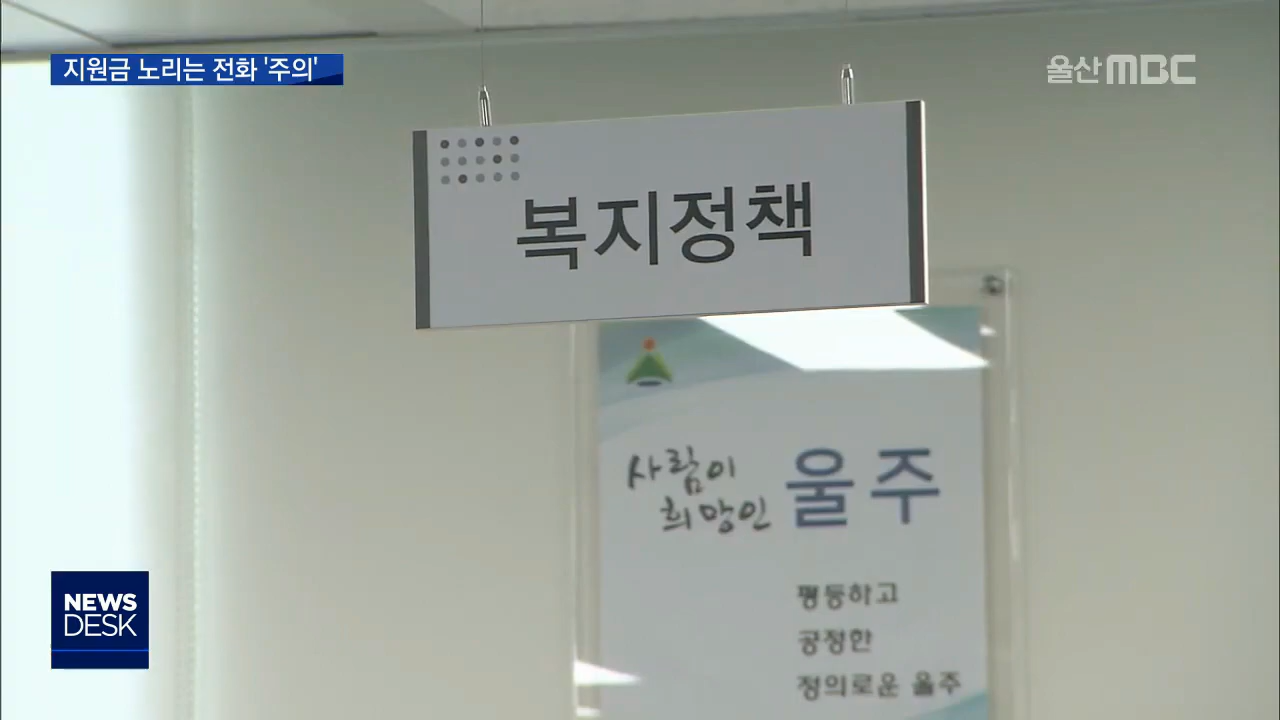 지원금 노리는 전화 '주의'
울산MBC
복지정책
사람이
희망인 울주
평등하고
공정한
정의로운 울주
NEWS
DESK